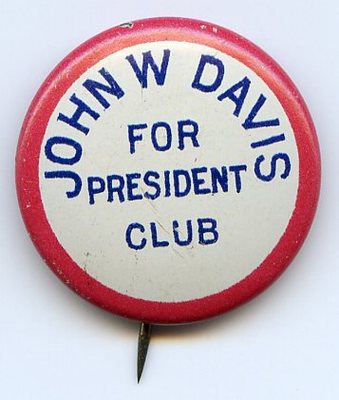 JOHN W DAVIS
FOR
PRESIDENT
CLUB